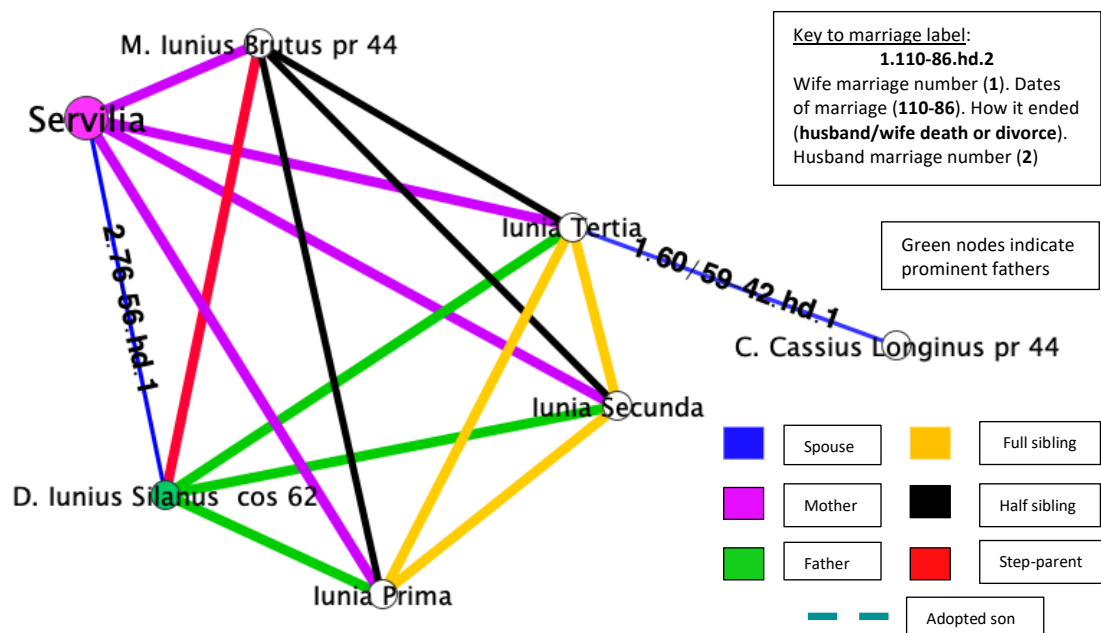 M. Iunius Brutus pr 44
Servilia
Iunia Tertia
C. Cassius Longinus pr 44
Iunia Secunda
D. Iunius Silanus cos 62
Iunia Prima
2.76-56.hd.1
1.60/59-42.hd.1
Key to marriage label:
1.110-86.hd.2
Wife marriage number (1). Dates
of marriage (110-86). How it ended
(husband/wife death or divorce).
Husband marriage number (2)
Green nodes indicate
prominent fathers
Spouse
Full sibling
Mother
Half sibling
Father
Step-parent
Adopted son